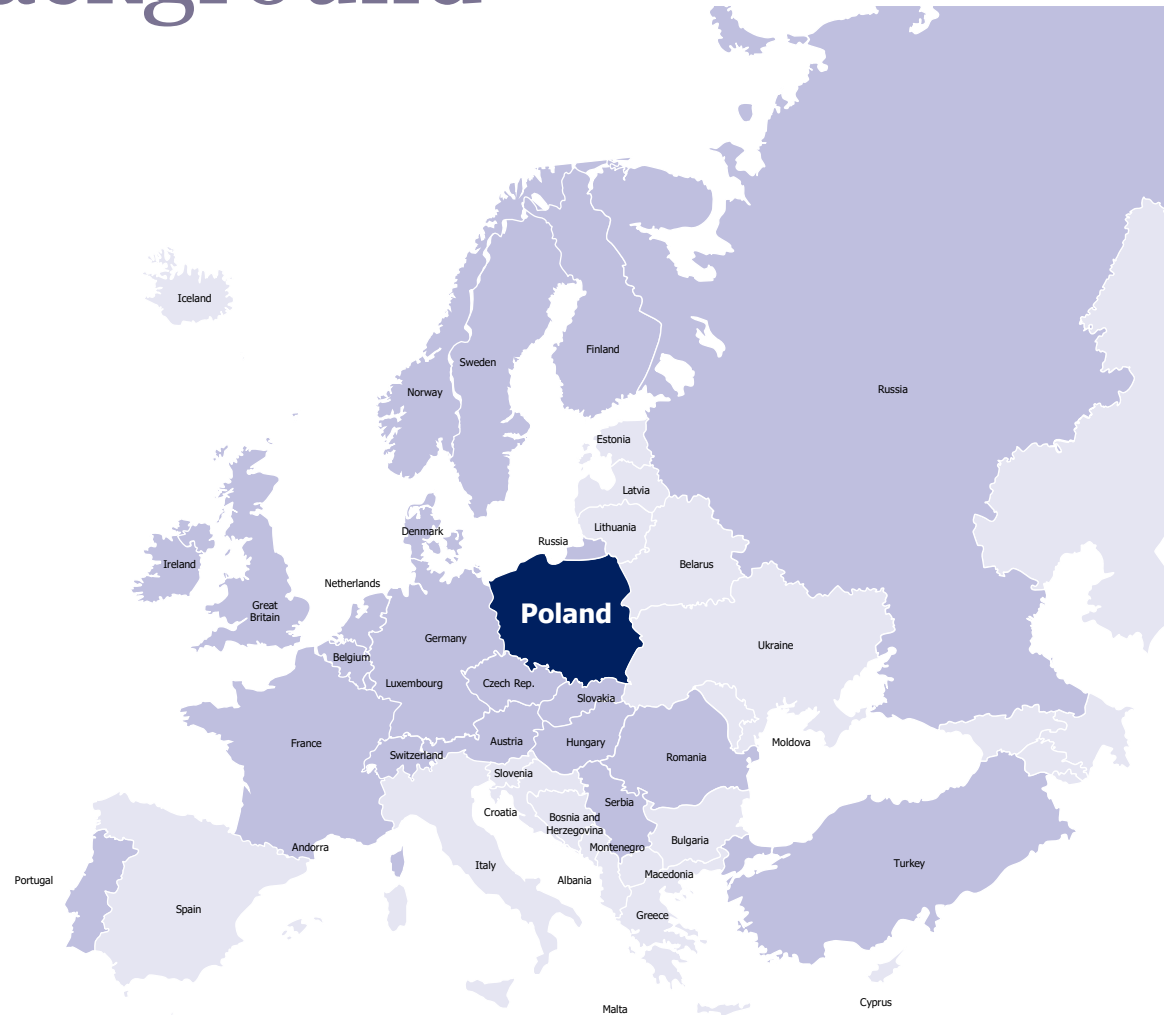 Iceland
Finland
Sweden
Russia
Norway
Estonia
Latvia
Lithuania
Denmark
Russia
Ireland
Belarus
Netherlands
Great
Britain
Poland
Germany
Ukraine
Belgium
Luxembourg
Czech Rep.
Slovakia
France
Austria
Hungary
Moldova
Switzerland
Romania
Slovenia
Serbia
Croatia
Bosnia and
Herzegovina
Bulgaria
Andorra
Montenegro
Italy
Turkey
Macedonia
Portugal
Albania
Spain
Greece
Cyprus
Malta